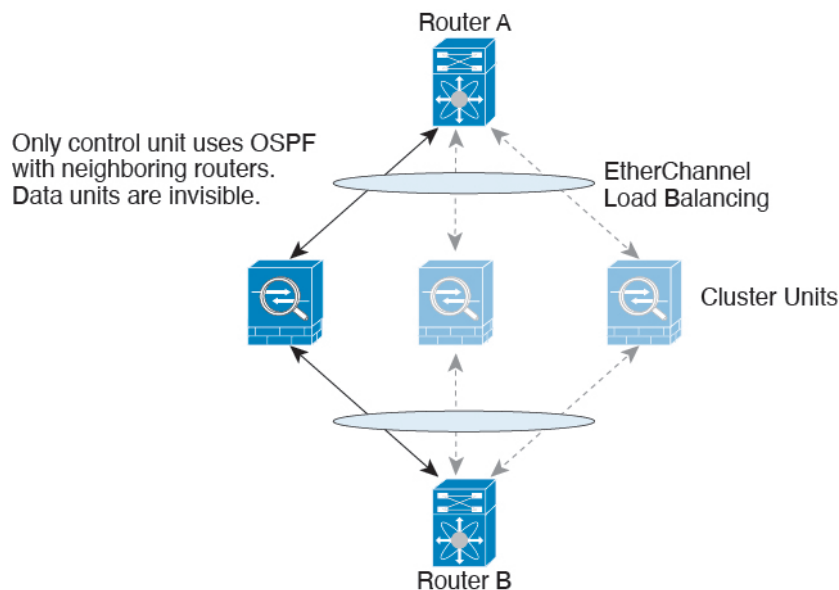 Router A
Only control unit uses OSPF
with neighboring routers.
Data units are invisible.
EtherChannel
Load Balancing
Cluster Units
Router B